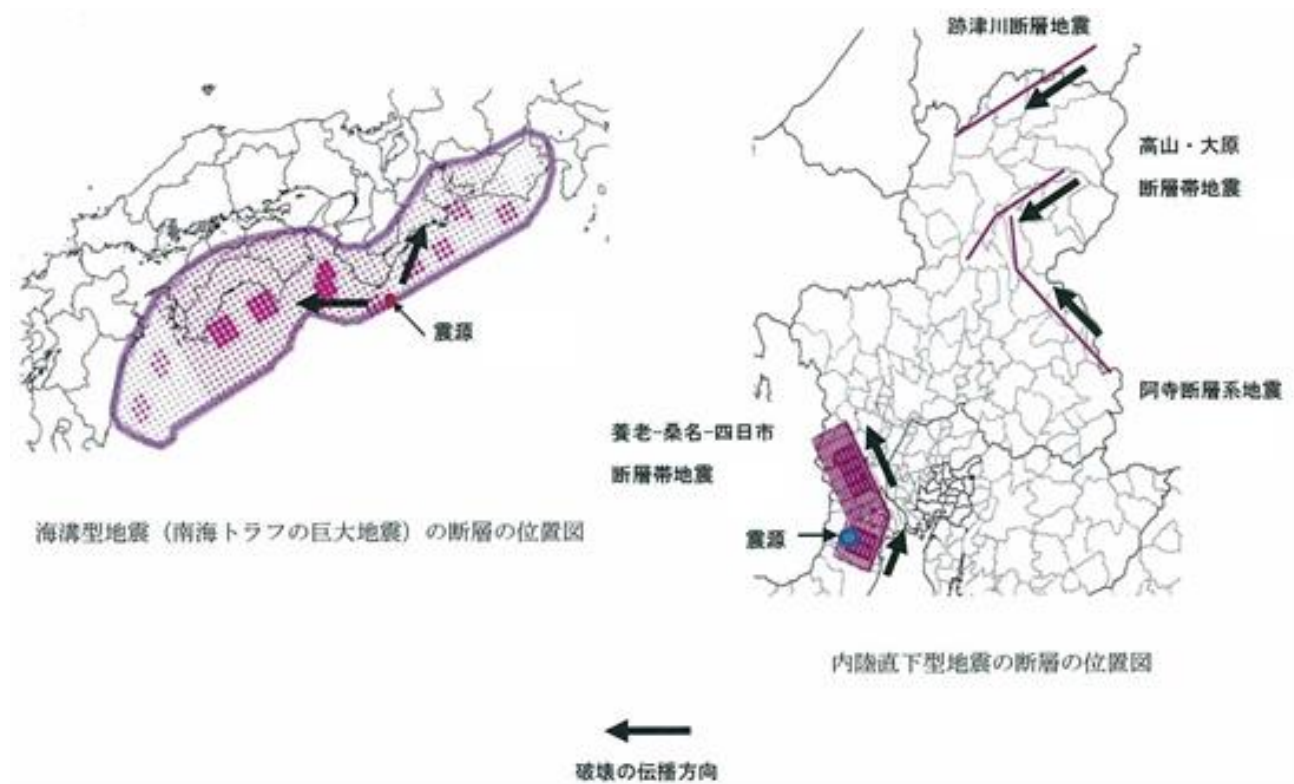 跡津川断層地震
高山・大原
断層帯地震
震源
阿寺断層系地震
養老-桑名-四日市
断層帯地震
海溝型地震（南海トラフの巨大地震）の断層の位置図
震源
内陸直下型地震の断層の位置図
破壊の伝播方向